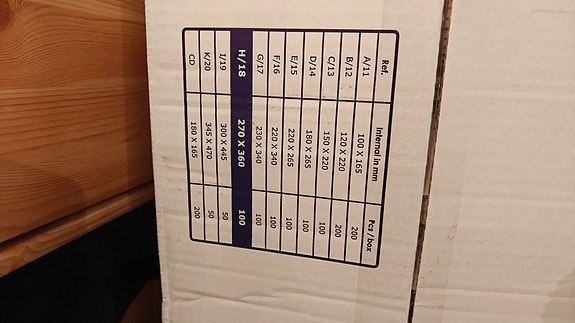 Ref. Internal in mm Pcs / box
A/11 100 X 165 200
B/12 120 X 220 200
C/13 150 X 220 100
D/14 180 X 265 100
E/15 220 X 265 100
F/16 220 X 340 100
G/17 230 X 340 100
H/18 270 X 360 100
I/19 300 X 445 50
K/20 345 X 470 50
CD 180 X 165 200